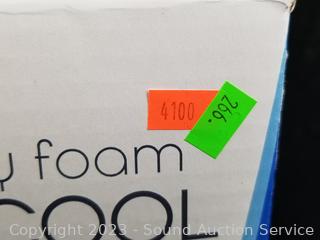 4100
266.
y foam
COOL
Copyright 2023 - Sound Auction Service